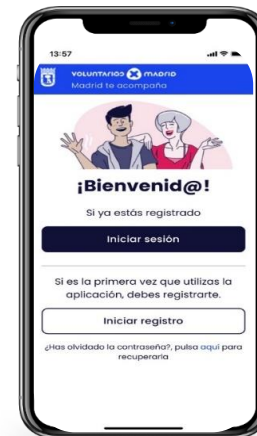 13:57
VOLUNTARIOS X MADRID
Madrid te acompaña
¡Bienvenid@!
Si ya estás registrado
Iniciar sesión
Si es la primera vez que utilizas la
aplicación, debes registrarte.
Iniciar registro
¿Has olvidado la contraseña?, pulsa aquí para
recuperarla